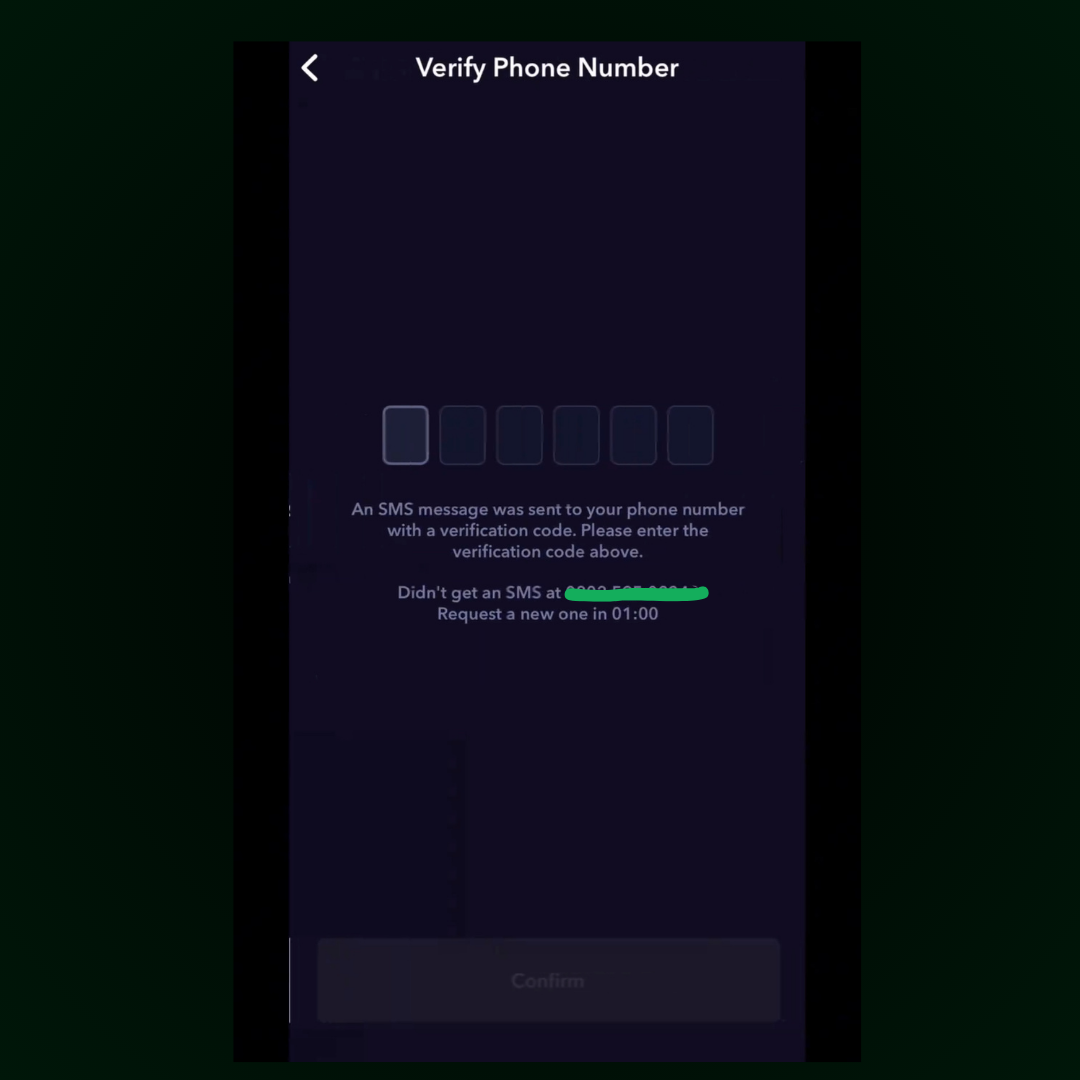 Verify Phone Number
An SMS message was sent to your phone number
with a verification code. Please enter the
verification code above.
Didn't get an SMS at
Request a new one in 01:00
Confirm